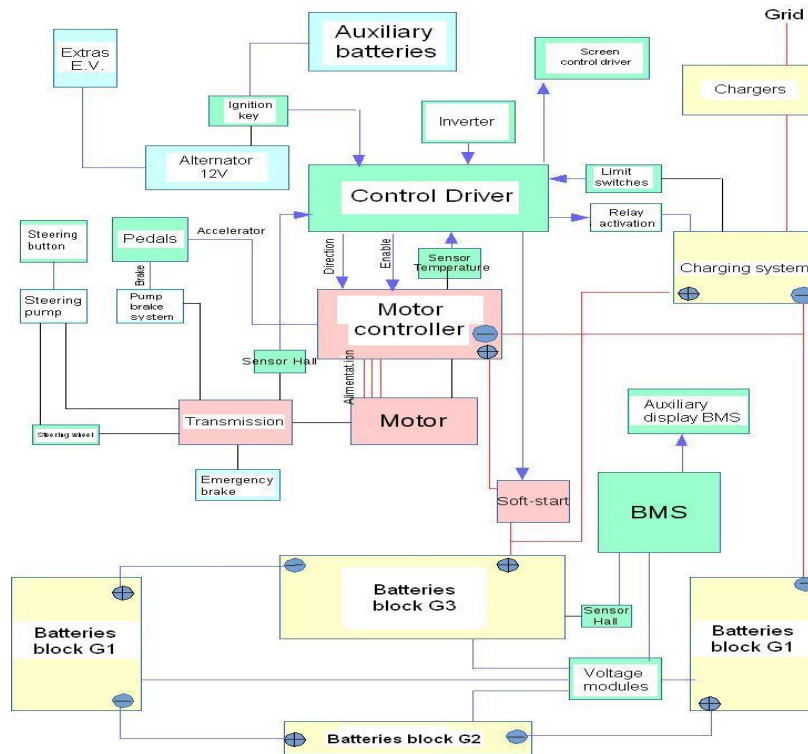 Grid
Auxiliary
batteries
Extras
E.V.
Screen
control driver
Chargers
Ignition
key
Inverter
Alternator
12V
Control Driver
Limit
switches
Relay
activation
Steering
button
Pedals
Accelerator
Direction
Enable
Sensor
Temperature
Charging system
Brake
Steering
pump
Pump
brake
system
Motor
controller
Sensor Hall
Alimentation
Transmission
Motor
Steering wheel
Auxiliary
display BMS
Emergency
brake
Soft-start
BMS
Batteries
block G3
Batteries
block G1
Sensor
Hall
Batteries
block G1
Voltage
modules
Batteries block G2